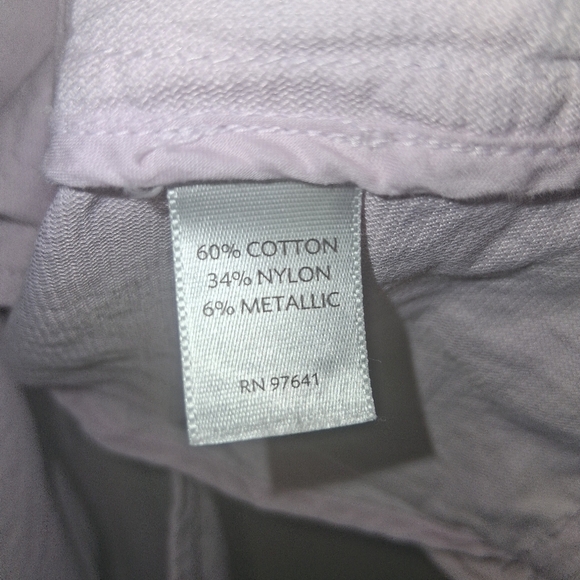 60% COTTON
34% NYLON
6% METALLIC
RN 97641